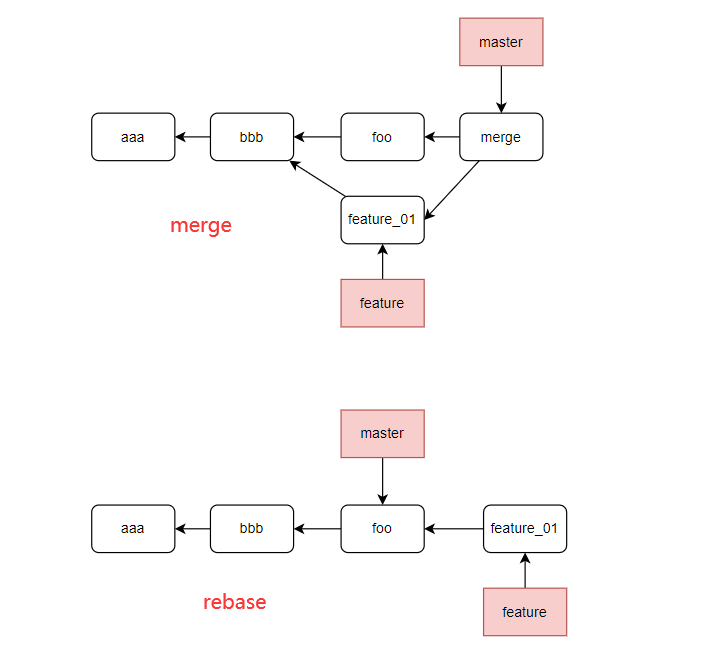 master
aaa
bbb
foo
merge
feature_01
merge
feature
master
aaa
bbb
foo
feature_01
rebase
feature